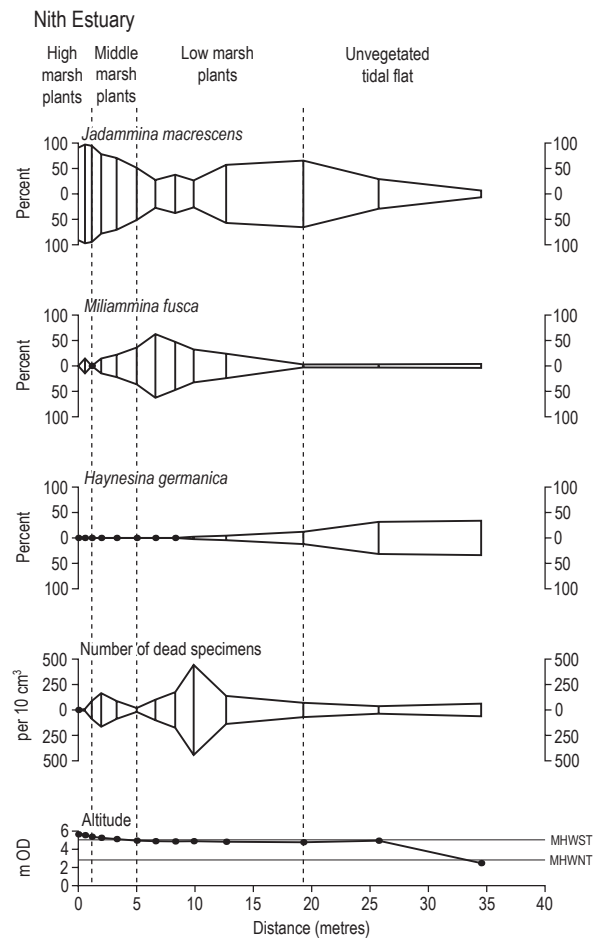 Nith Estuary
High marsh plants
Middle marsh plants
Low marsh plants
Unvegetated tidal flat
Jadammina macrescens
Percent
100
50
0
50
100
100
50
0
50
100
Miliammina fusca
Percent
100
50
0
50
100
100
50
0
50
100
Haynesina germanica
Percent
100
50
0
50
100
100
50
0
50
100
Number of dead specimens
per 10 cm³
500
250
0
250
500
500
250
0
250
500
Altitude
m OD
6
4
2
0
MHWST
MHWNT
0 5 10 15 20 25 30 35 40
Distance (metres)